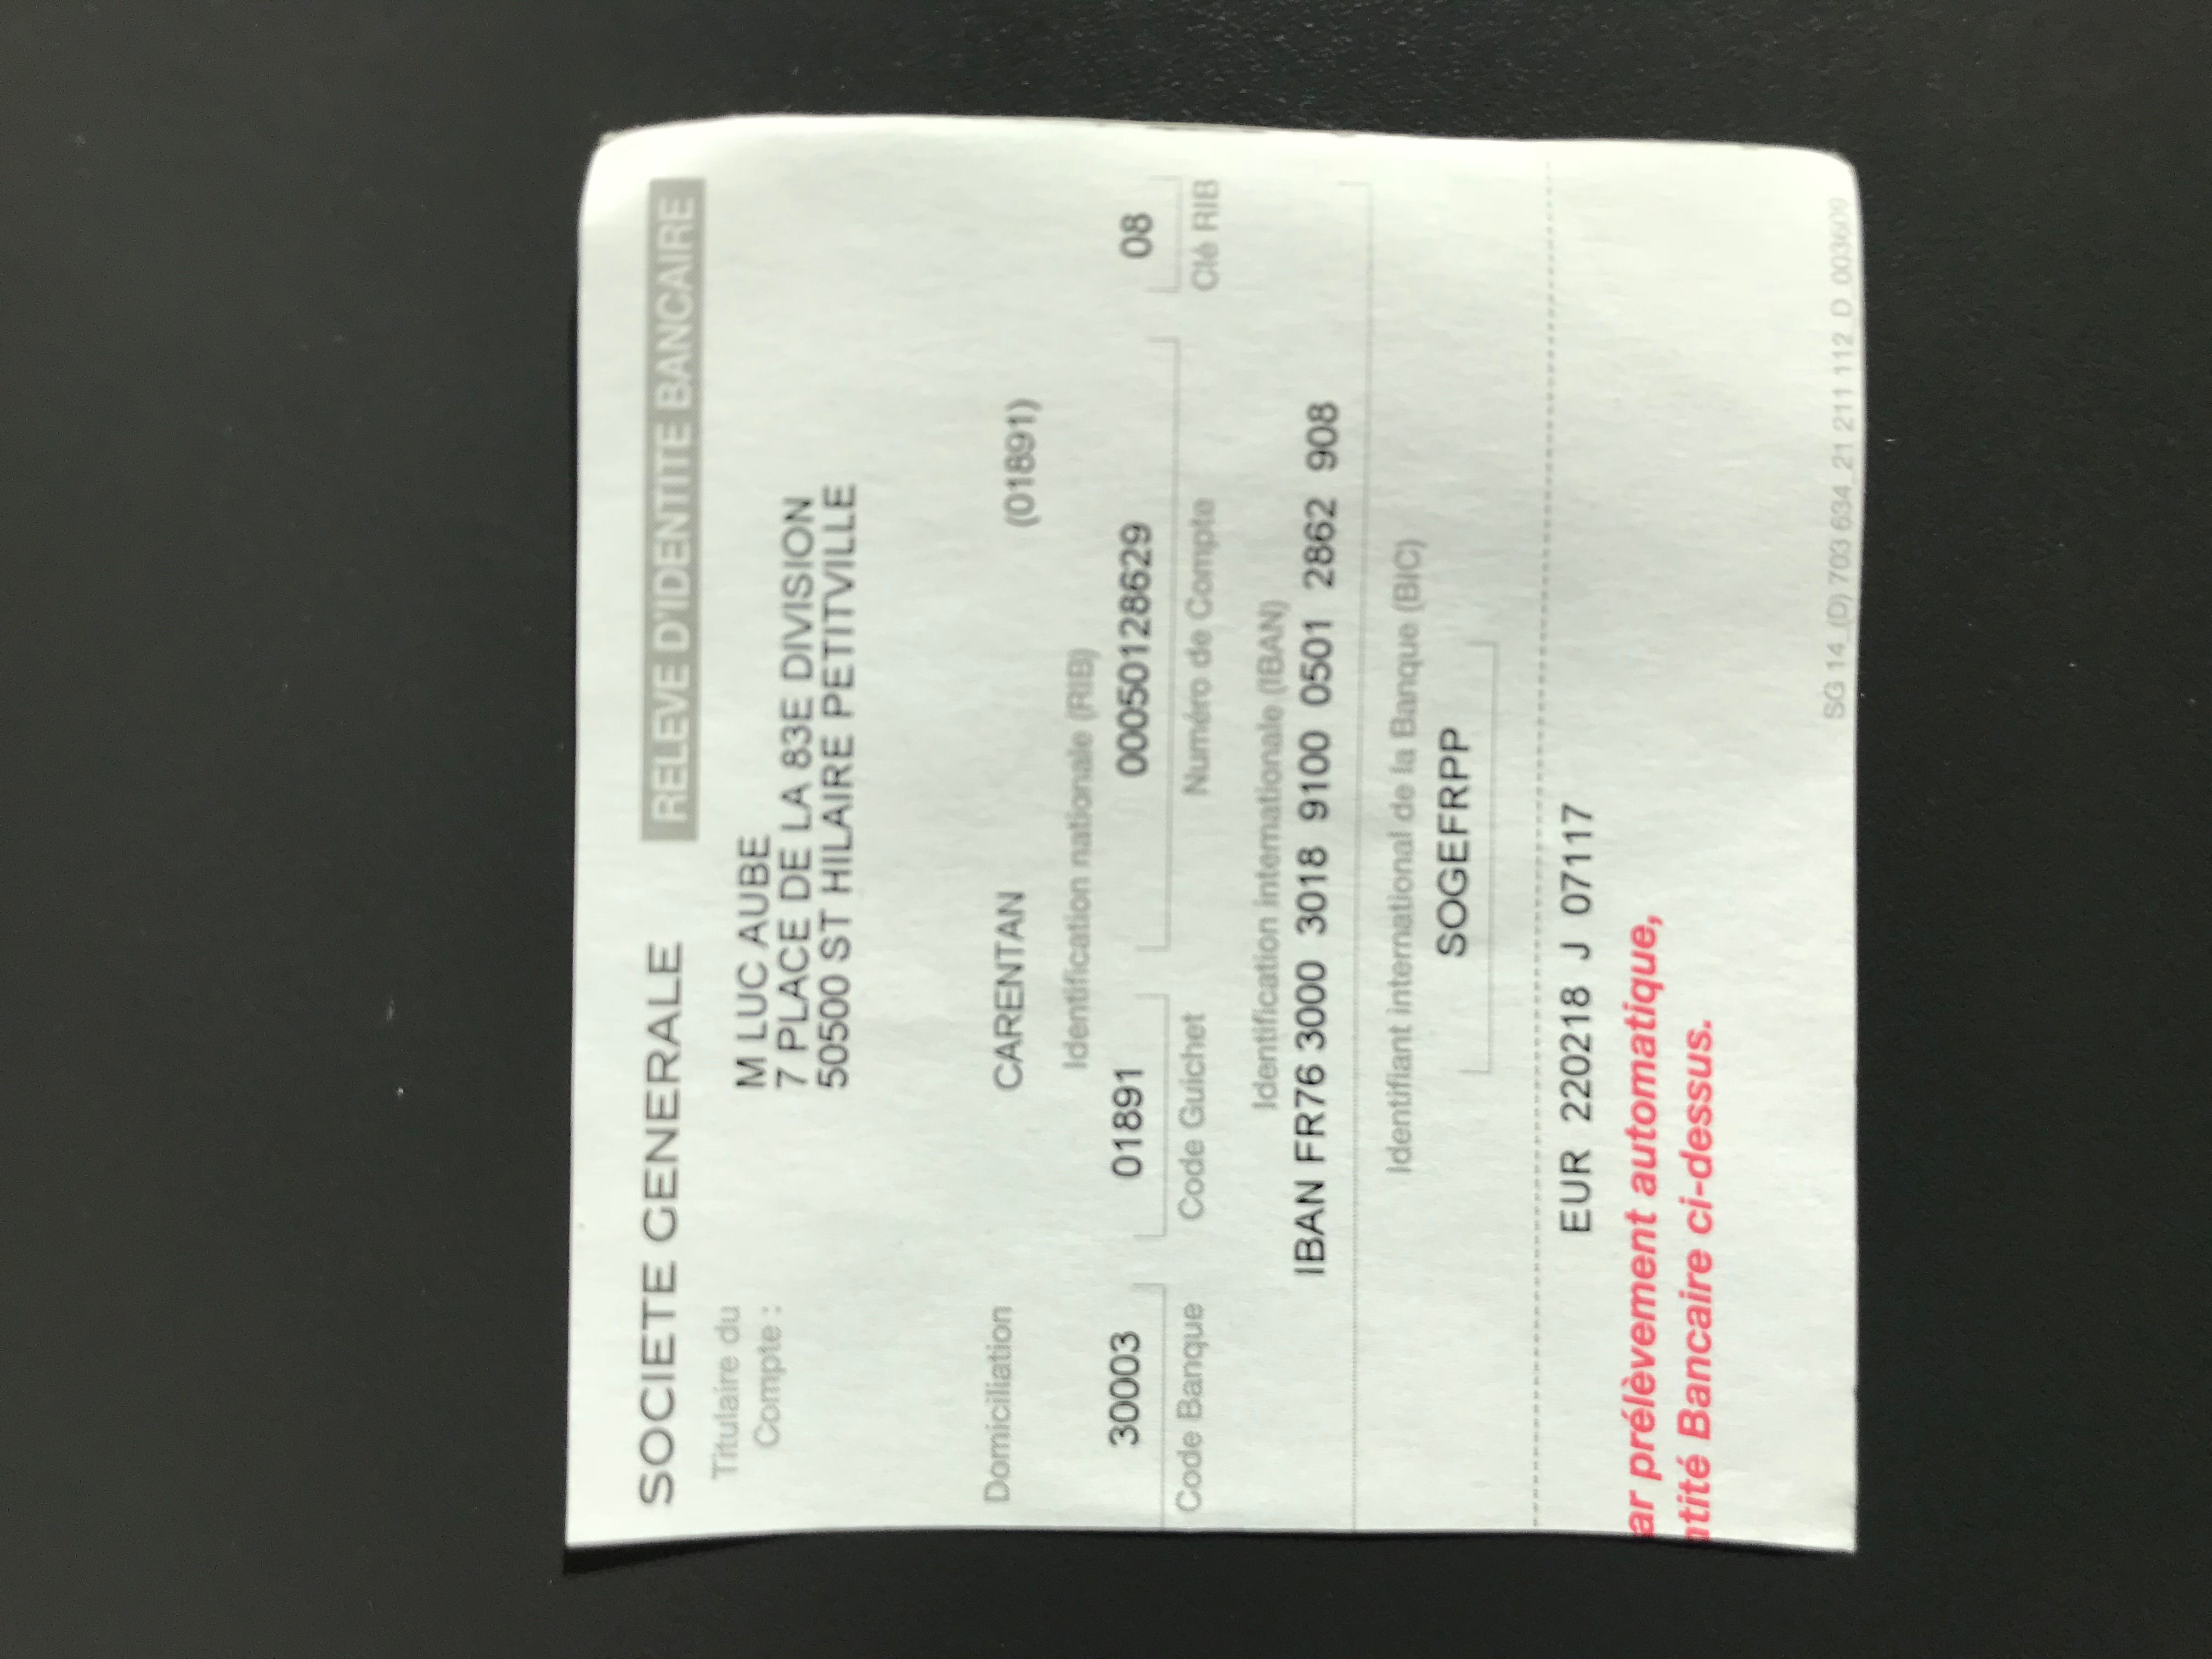 SOCIETE GENERALE RELEVE D'IDENTITE BANCAIRE
Titulaire du
Compte :
M LUC AUBE
7 PLACE DE LA 83E DIVISION
50500 ST HILAIRE PETITVILLE
Domiciliation CARENTAN (01891)
Identification nationale (RIB)
30003 01891 00050128629 08
Code Banque Code Guichet Numéro de Compte Clé RIB
Identification internationale (IBAN)
IBAN FR76 3000 3018 9100 0501 2862 908
Identifiant international de la Banque (BIC)
SOGEFRPP
EUR 220218 J 07117
ar prélèvement automatique,
ntité Bancaire ci-dessus.
SG 14 (D) 703 634 21 211 112 D 003609